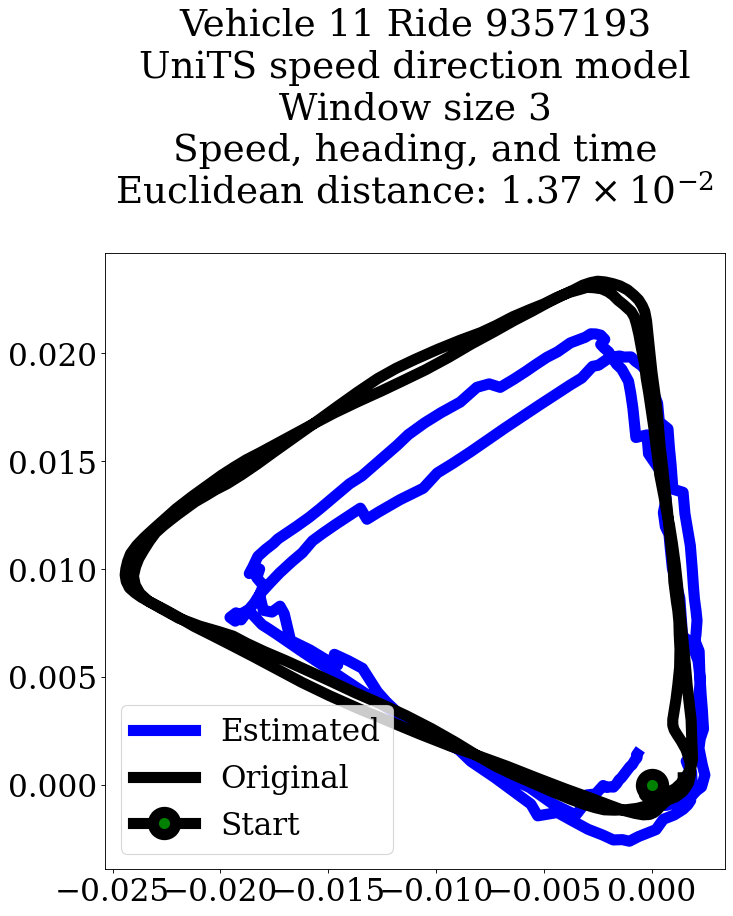 Vehicle 11 Ride 9357193
UniTS speed direction model
Window size 3
Speed, heading, and time
Euclidean distance: 1.37 × 10⁻²
0.020
0.015
0.010
0.005
0.000
Estimated
Original
Start
−0.025 −0.020 −0.015 −0.010 −0.005 0.000